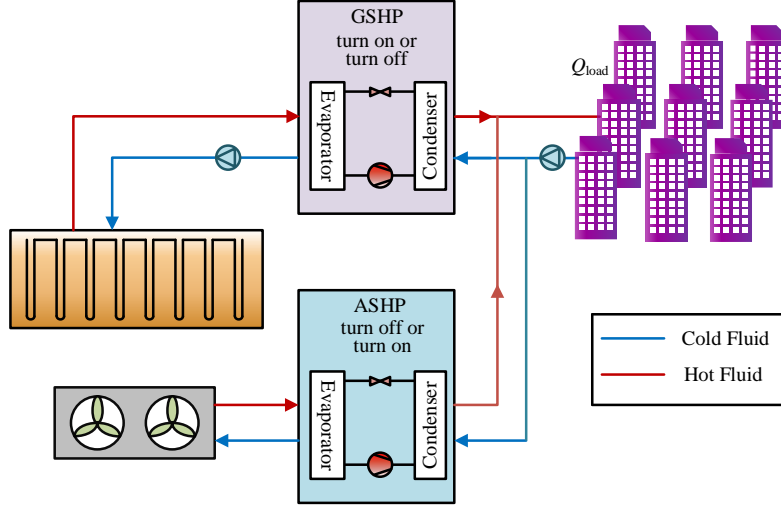 GSHP
turn on or
turn off
Evaporator
Condenser
Qload
ASHP
turn off or
turn on
Evaporator
Condenser
Cold Fluid
Hot Fluid